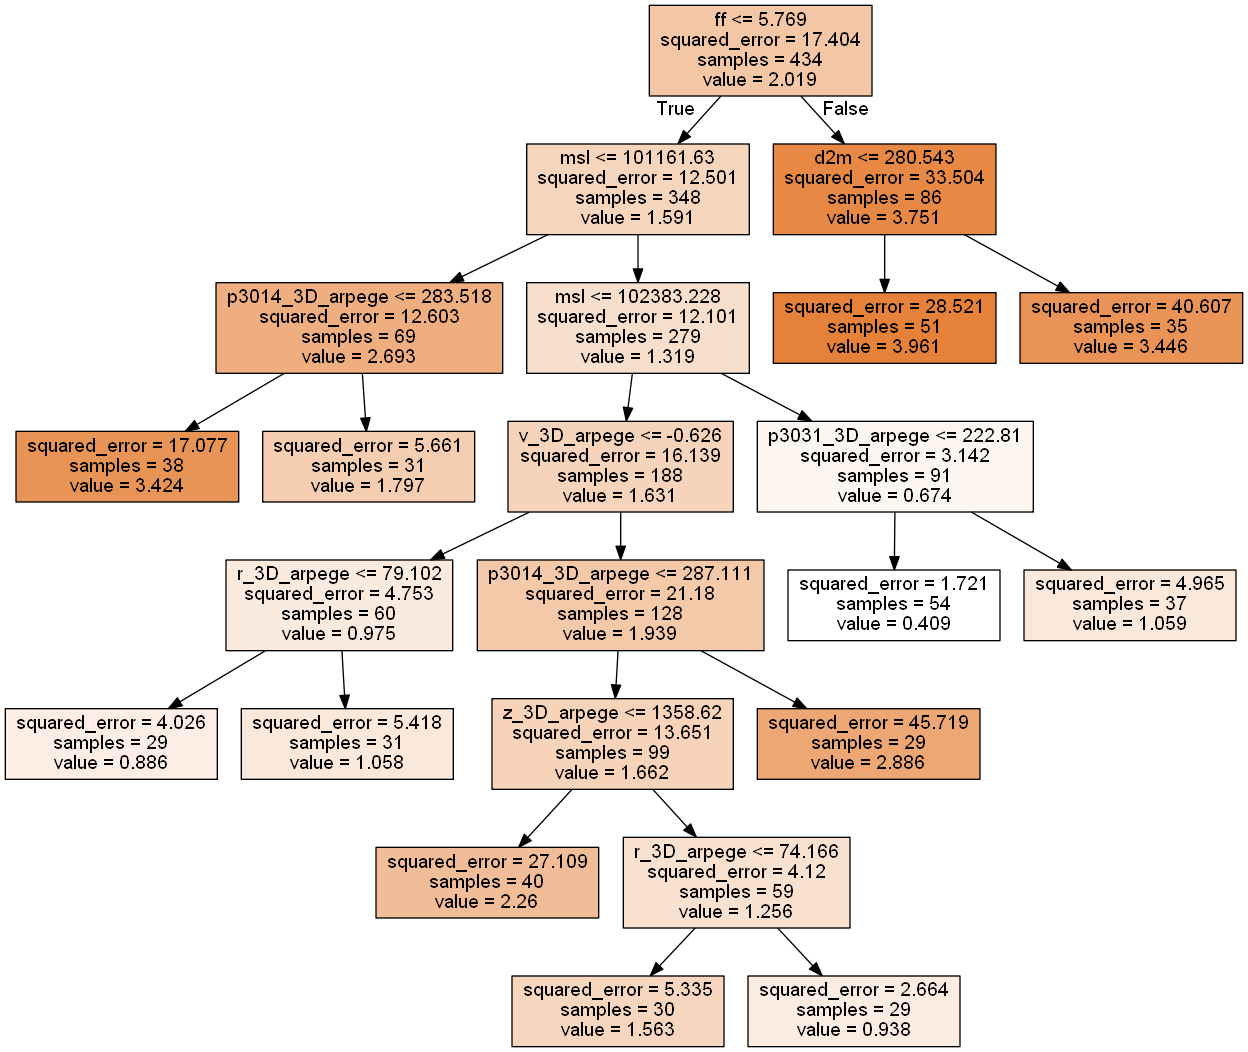 ff <= 5.769
squared_error = 17.404
samples = 434
value = 2.019
True
False
msl <= 101161.63
squared_error = 12.501
samples = 348
value = 1.591
d2m <= 280.543
squared_error = 33.504
samples = 86
value = 3.751
p3014_3D_arpege <= 283.518
squared_error = 12.603
samples = 69
value = 2.693
msl <= 102383.228
squared_error = 12.101
samples = 279
value = 1.319
squared_error = 28.521
samples = 51
value = 3.961
squared_error = 40.607
samples = 35
value = 3.446
squared_error = 17.077
samples = 38
value = 3.424
squared_error = 5.661
samples = 31
value = 1.797
v_3D_arpege <= -0.626
squared_error = 16.139
samples = 188
value = 1.631
p3031_3D_arpege <= 222.81
squared_error = 3.142
samples = 91
value = 0.674
r_3D_arpege <= 79.102
squared_error = 4.753
samples = 60
value = 0.975
p3014_3D_arpege <= 287.111
squared_error = 21.18
samples = 128
value = 1.939
squared_error = 1.721
samples = 54
value = 0.409
squared_error = 4.965
samples = 37
value = 1.059
squared_error = 4.026
samples = 29
value = 0.886
squared_error = 5.418
samples = 31
value = 1.058
z_3D_arpege <= 1358.62
squared_error = 13.651
samples = 99
value = 1.662
squared_error = 45.719
samples = 29
value = 2.886
squared_error = 27.109
samples = 40
value = 2.26
r_3D_arpege <= 74.166
squared_error = 4.12
samples = 59
value = 1.256
squared_error = 5.335
samples = 30
value = 1.563
squared_error = 2.664
samples = 29
value = 0.938